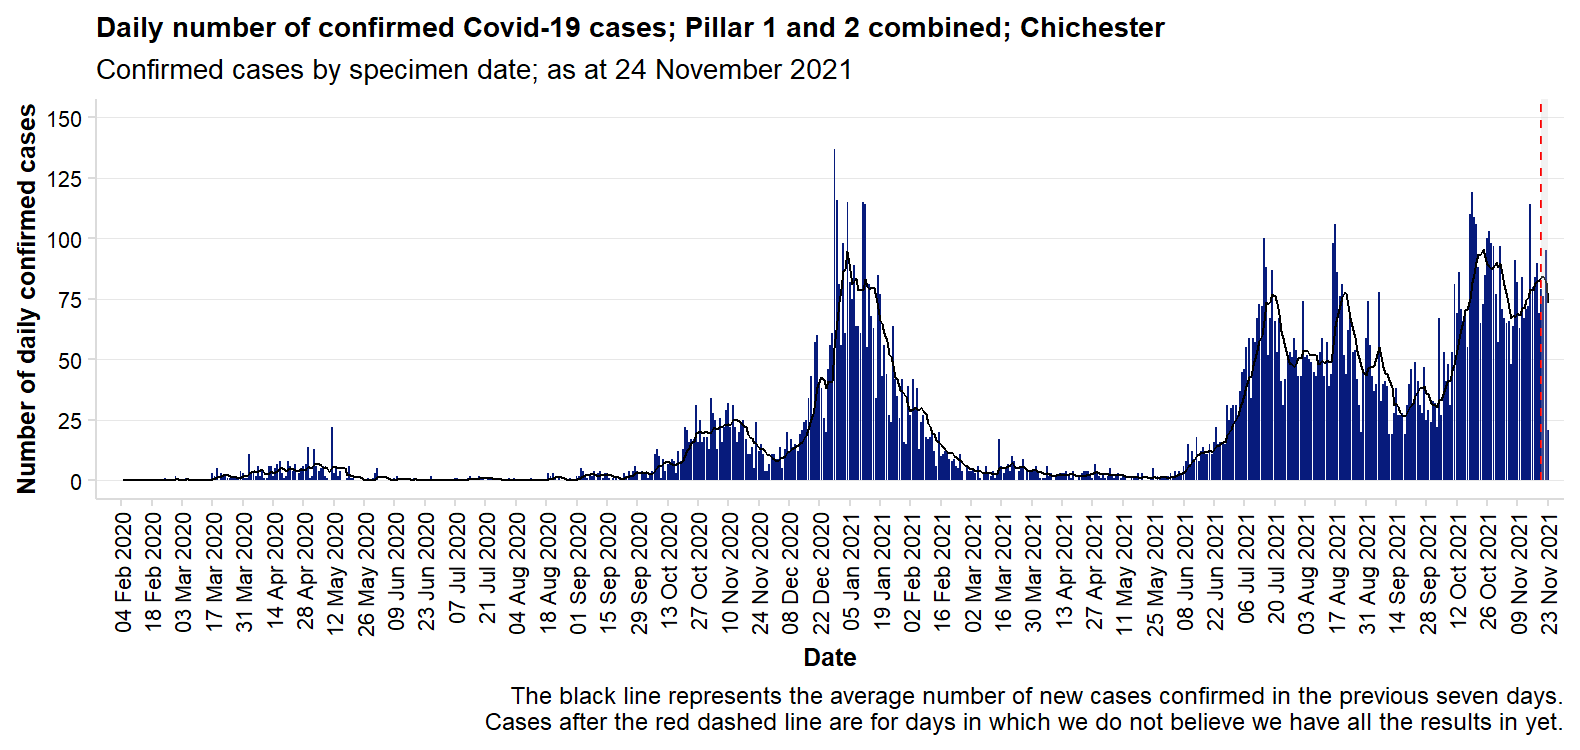 Daily number of confirmed Covid-19 cases; Pillar 1 and 2 combined; Chichester
Confirmed cases by specimen date; as at 24 November 2021
Number of daily confirmed cases
150
125
100
75
50
25
0
04 Feb 2020
18 Feb 2020
03 Mar 2020
17 Mar 2020
31 Mar 2020
14 Apr 2020
28 Apr 2020
12 May 2020
26 May 2020
09 Jun 2020
23 Jun 2020
07 Jul 2020
21 Jul 2020
04 Aug 2020
18 Aug 2020
01 Sep 2020
15 Sep 2020
29 Sep 2020
13 Oct 2020
27 Oct 2020
10 Nov 2020
24 Nov 2020
08 Dec 2020
22 Dec 2020
05 Jan 2021
19 Jan 2021
02 Feb 2021
16 Feb 2021
02 Mar 2021
16 Mar 2021
30 Mar 2021
13 Apr 2021
27 Apr 2021
11 May 2021
25 May 2021
08 Jun 2021
22 Jun 2021
06 Jul 2021
20 Jul 2021
03 Aug 2021
17 Aug 2021
31 Aug 2021
14 Sep 2021
28 Sep 2021
12 Oct 2021
26 Oct 2021
09 Nov 2021
23 Nov 2021
Date
The black line represents the average number of new cases confirmed in the previous seven days.
Cases after the red dashed line are for days in which we do not believe we have all the results in yet.